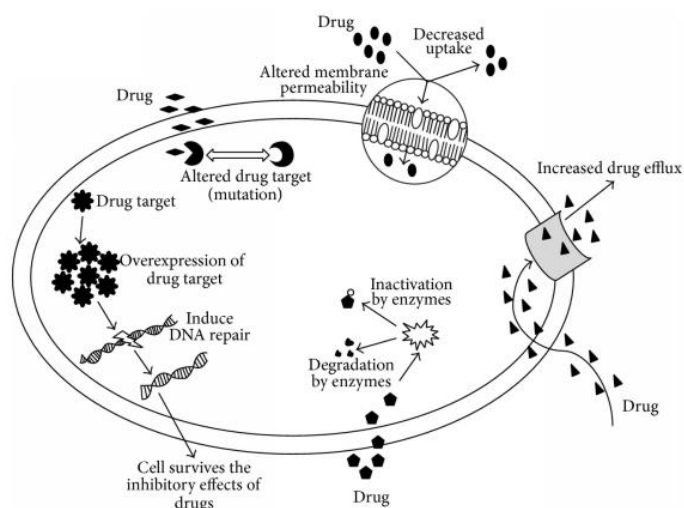 Drug
Decreased
uptake
Altered membrane
permeability
Drug
Altered drug target
(mutation)
Increased drug efflux
Drug target
Overexpression of
drug target
Inactivation
by enzymes
Induce
DNA repair
Degradation
by enzymes
Drug
Cell survives the
inhibitory effects of
drugs
Drug